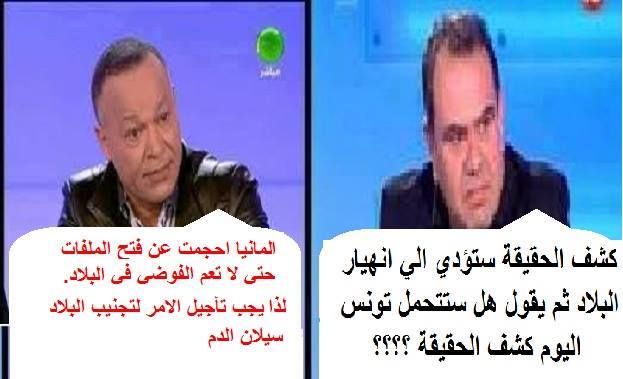 مباشر
كشف الحقيقة ستؤدي الي انهيار
البلاد ثم يقول هل ستتحمل تونس
اليوم كشف الحقيقة ؟؟؟؟
المانيا احجمت عن فتح الملفات
حتى لا تعم الفوضى فى البلاد.
لذا يجب تأجيل الامر لتجنيب البلاد
سيلان الدم